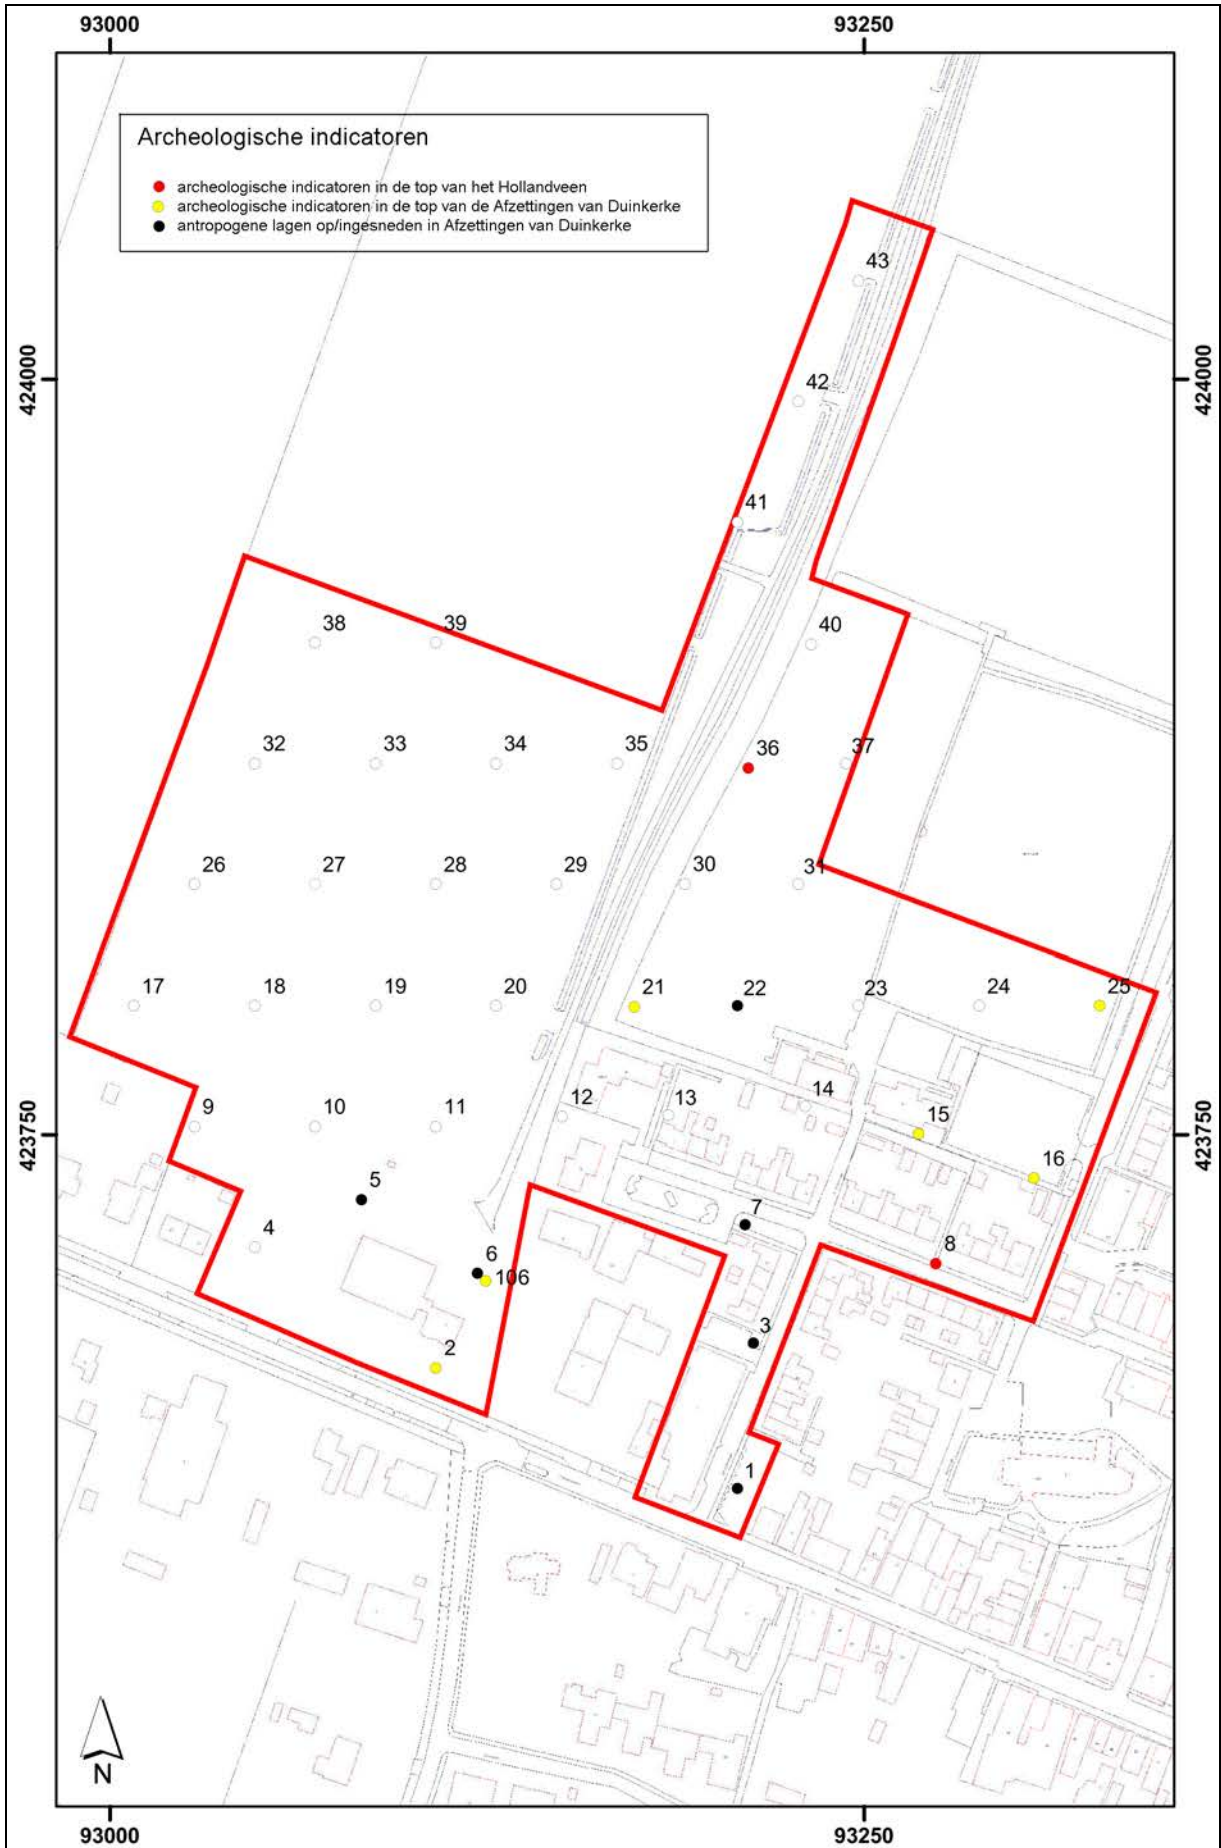 93000 93250
Archeologische indicatoren
archeologische indicatoren in de top van het Hollandveen
archeologische indicatoren in de top van de Afzettingen van Duinkerke
antropogene lagen op/ingesneden in Afzettingen van Duinkerke
43
424000 424000
42
41
38 39 40
32 33 34 35 36 37
26 27 28 29 30 31
17 18 19 20 21 22 23 24 25
9 10 11 12 13 14 15
423750 423750
16
5
7
4 6 8
106
3
2
1
N
93000 93250